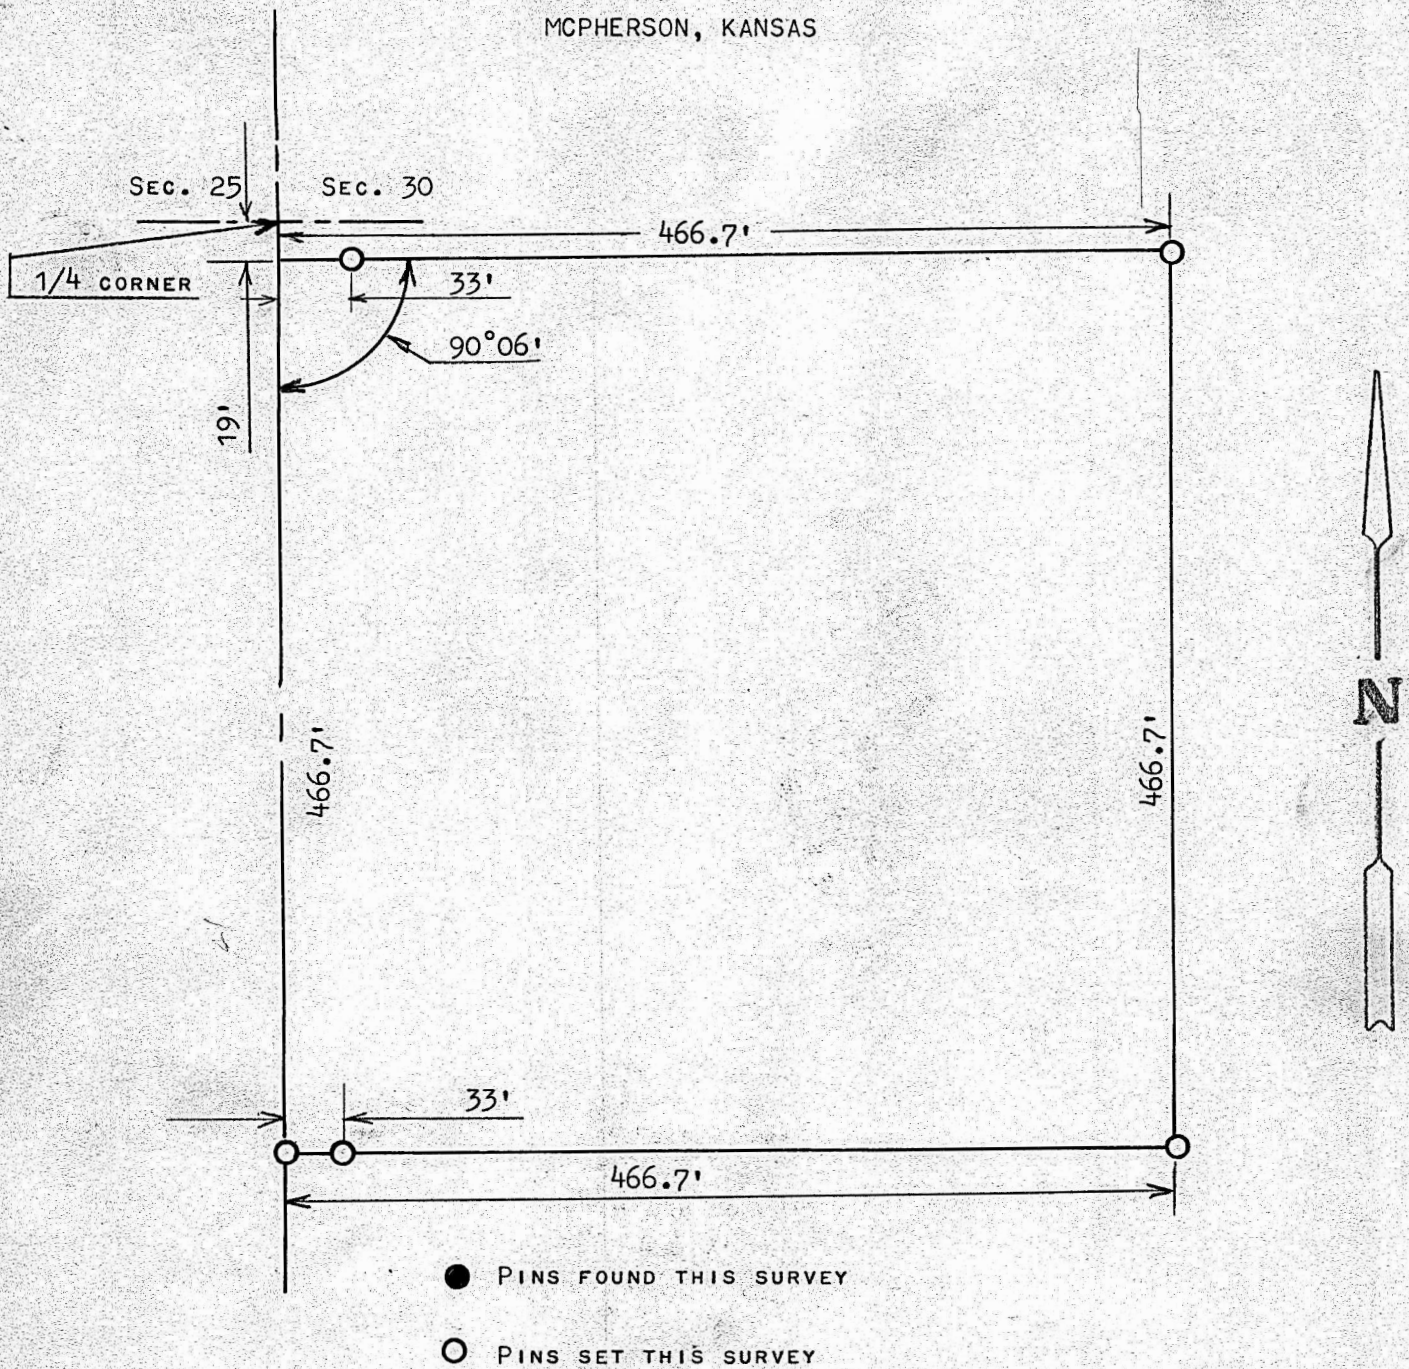 MCPHERSON, KANSAS
SEC. 25 SEC. 30
466.7'
1/4 CORNER
33'
90°06'
19'
N
466.7'
466.7'
33'
466.7'
PINS FOUND THIS SURVEY
PINS SET THIS SURVEY